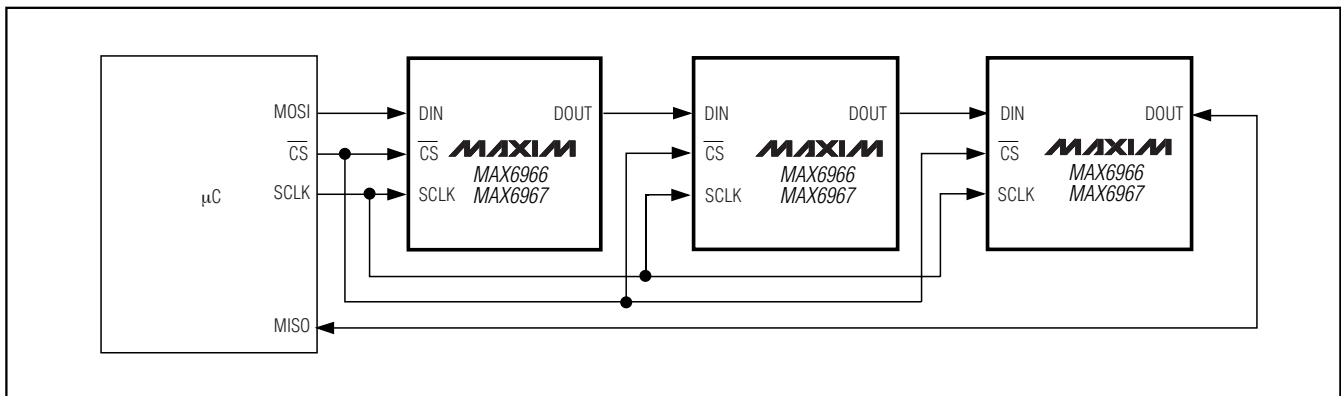 μC
MOSI
CS
SCLK
MISO
DIN
DOUT
CS
MAXIM
MAX6966
SCLK
MAX6967
DIN
DOUT
CS
MAXIM
MAX6966
SCLK
MAX6967
DIN
DOUT
CS
MAXIM
MAX6966
SCLK
MAX6967